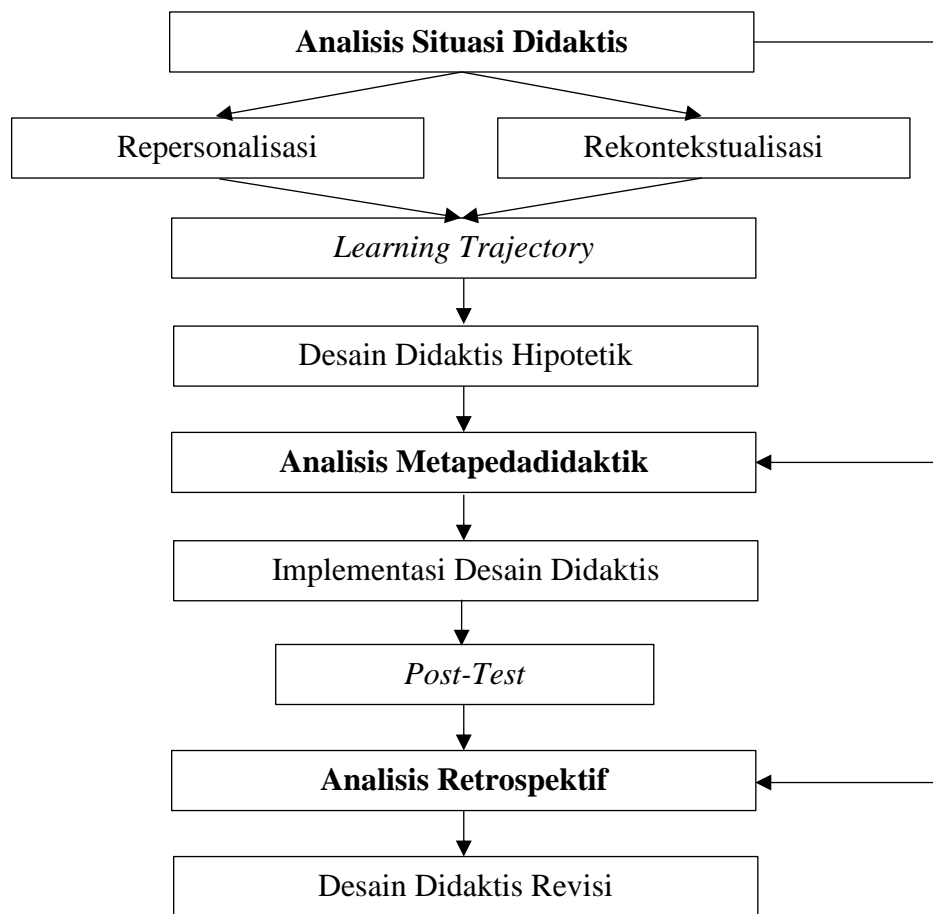 Analisis Situasi Didaktis
Repersonalisasi
Rekontekstualisasi
Learning Trajectory
Desain Didaktis Hipotetik
Analisis Metapedadidaktik
Implementasi Desain Didaktis
Post-Test
Analisis Retrospektif
Desain Didaktis Revisi